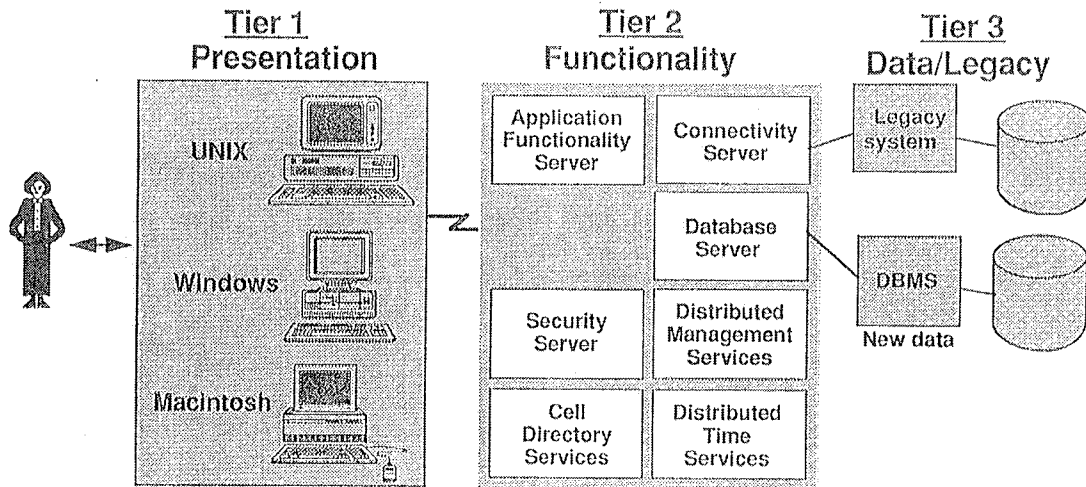 Tier 1
Presentation
UNIX
Windows
Macintosh
Tier 2
Functionality
Application
Functionality
Server
Connectivity
Server
Database
Server
Security
Server
Distributed
Management
Services
Cell
Directory
Services
Distributed
Time
Services
Tier 3
Data/Legacy
Legacy
system
DBMS
New data